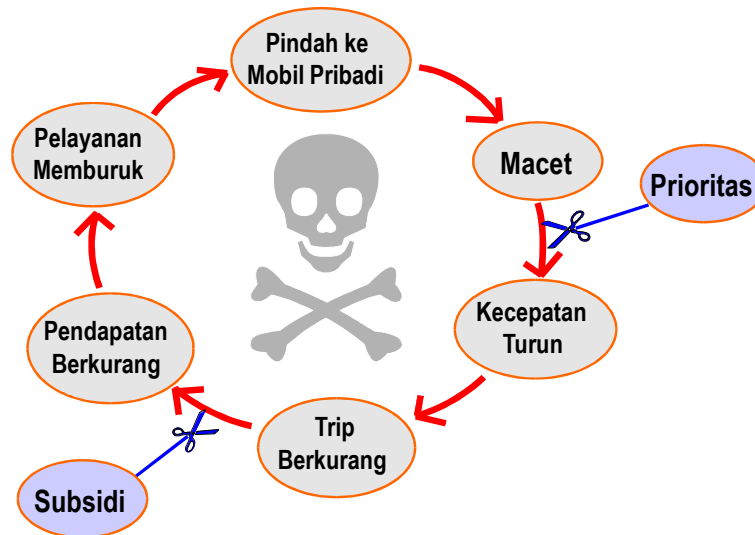 Pindah ke
Mobil Pribadi
Macet
Prioritas
Kecepatan
Turun
Trip
Berkurang
Subsidi
Pendapatan
Berkurang
Pelayanan
Memburuk